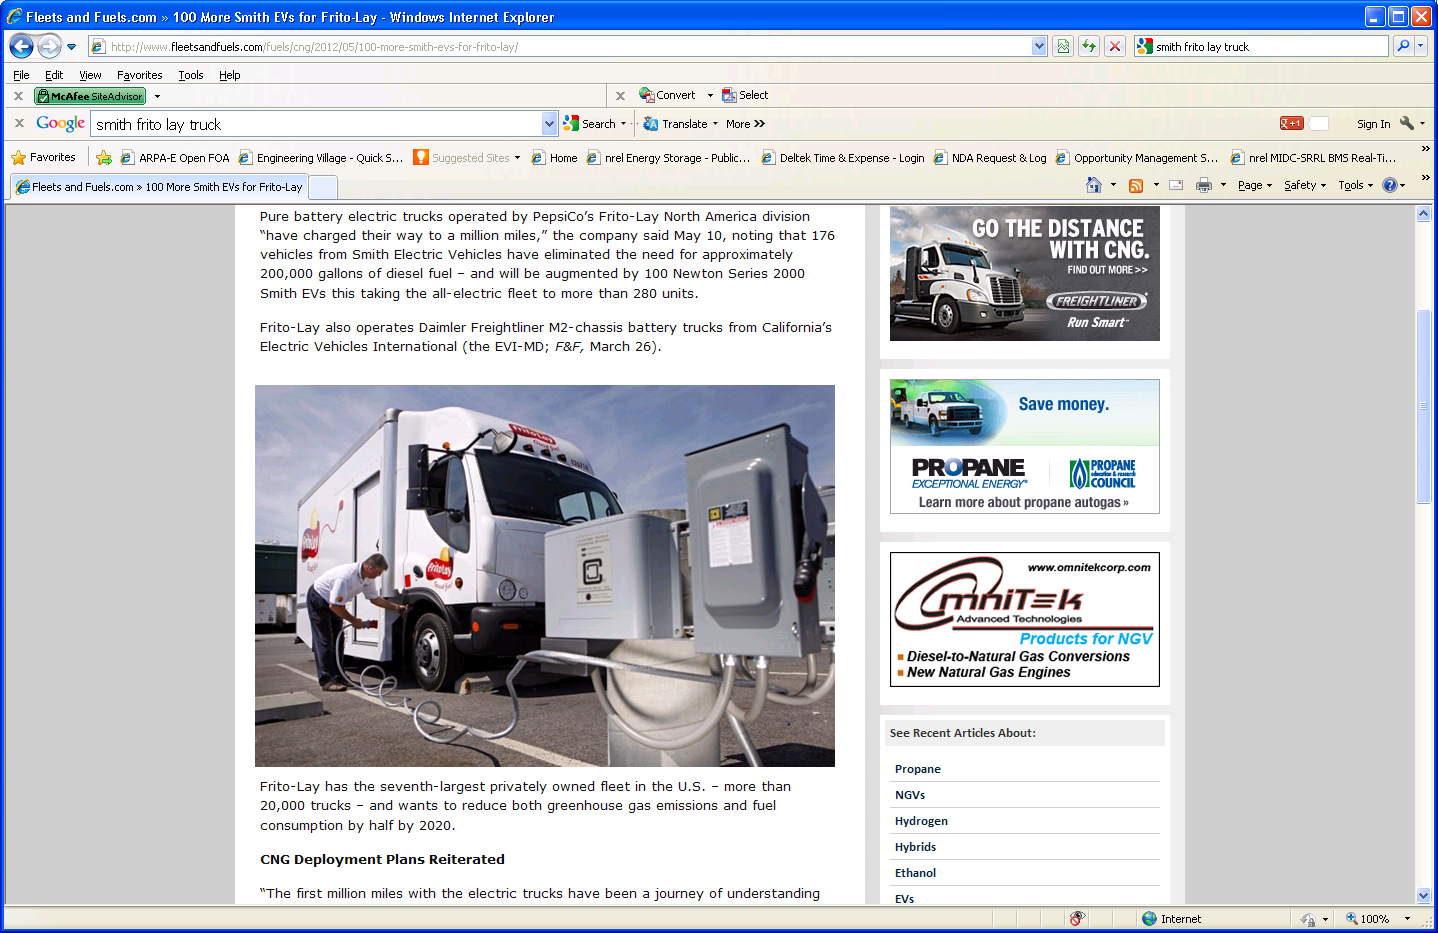 Fleets and Fuels.com » 100 More Smith EVs for Frito-Lay - Windows Internet Explorer
http://www.fleetsandfuels.com/fuels/cng/2012/05/100-more-smith-evs-for-frito-lay/
smith frito lay truck
File Edit View Favorites Tools Help
McAfee SiteAdvisor
Convert Select
Google smith frito lay truck Search Translate More »
+1 Sign In
Favorites ARPA-E Open FOA Engineering Village - Quick S... Suggested Sites Home nrel Energy Storage - Public... Deltek Time & Expense - Login NDA Request & Log Opportunity Management S... nrel MIDC-SRRL BMS Real-Ti...
Fleets and Fuels.com » 100 More Smith EVs for Frito-Lay
Page Safety Tools
Pure battery electric trucks operated by PepsiCo's Frito-Lay North America division
“have charged their way to a million miles,” the company said May 10, noting that 176
vehicles from Smith Electric Vehicles have eliminated the need for approximately
200,000 gallons of diesel fuel – and will be augmented by 100 Newton Series 2000
Smith EVs this taking the all-electric fleet to more than 280 units.
Frito-Lay also operates Daimler Freightliner M2-chassis battery trucks from California's
Electric Vehicles International (the EVI-MD; F&F, March 26).
Frito Lay
Frito Lay
Frito Lay
Frito-Lay has the seventh-largest privately owned fleet in the U.S. – more than
20,000 trucks – and wants to reduce both greenhouse gas emissions and fuel
consumption by half by 2020.
CNG Deployment Plans Reiterated
“The first million miles with the electric trucks have been a journey of understanding
GO THE DISTANCE
WITH CNG.
FIND OUT MORE >>
FREIGHTLINER
Run Smart™
Save money.
PROPANE
EXCEPTIONAL ENERGY®
PROPANE
education & research
COUNCIL
Learn more about propane autogas »
www.omnitekcorp.com
OmniTek
Advanced Technologies
Products for NGV
Diesel-to-Natural Gas Conversions
New Natural Gas Engines
See Recent Articles About:
Propane
NGVs
Hydrogen
Hybrids
Ethanol
EVs
Internet 100%